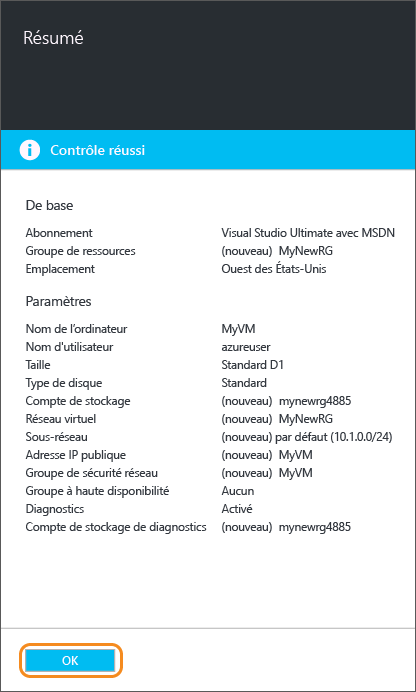 Résumé
Contrôle réussi
De base
Abonnement Visual Studio Ultimate avec MSDN
Groupe de ressources (nouveau) MyNewRG
Emplacement Ouest des États-Unis
Paramètres
Nom de l'ordinateur MyVM
Nom d'utilisateur azureuser
Taille Standard D1
Type de disque Standard
Compte de stockage (nouveau) mynewrg4885
Réseau virtuel (nouveau) MyNewRG
Sous-réseau (nouveau) par défaut (10.1.0.0/24)
Adresse IP publique (nouveau) MyVM
Groupe de sécurité réseau (nouveau) MyVM
Groupe à haute disponibilité Aucun
Diagnostics Activé
Compte de stockage de diagnostics (nouveau) mynewrg4885
OK